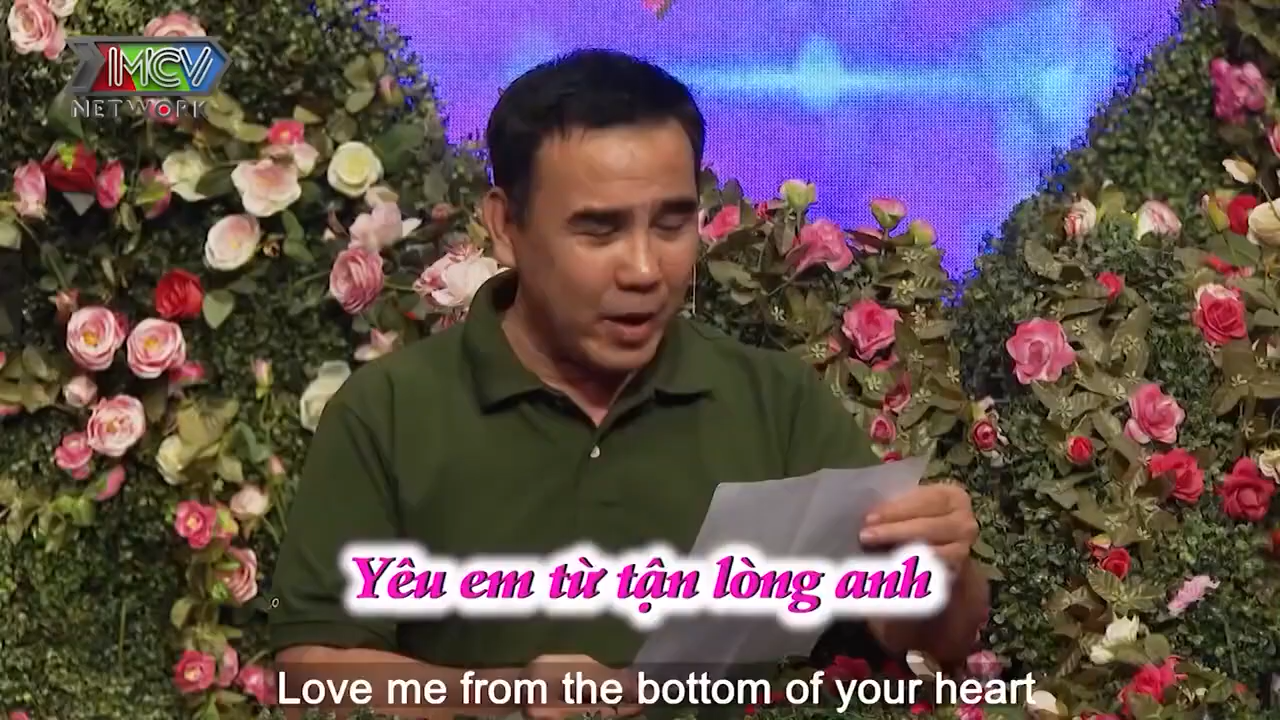 MCV
NETWORK
Yêu em từ tận lòng anh
Love me from the bottom of your heart